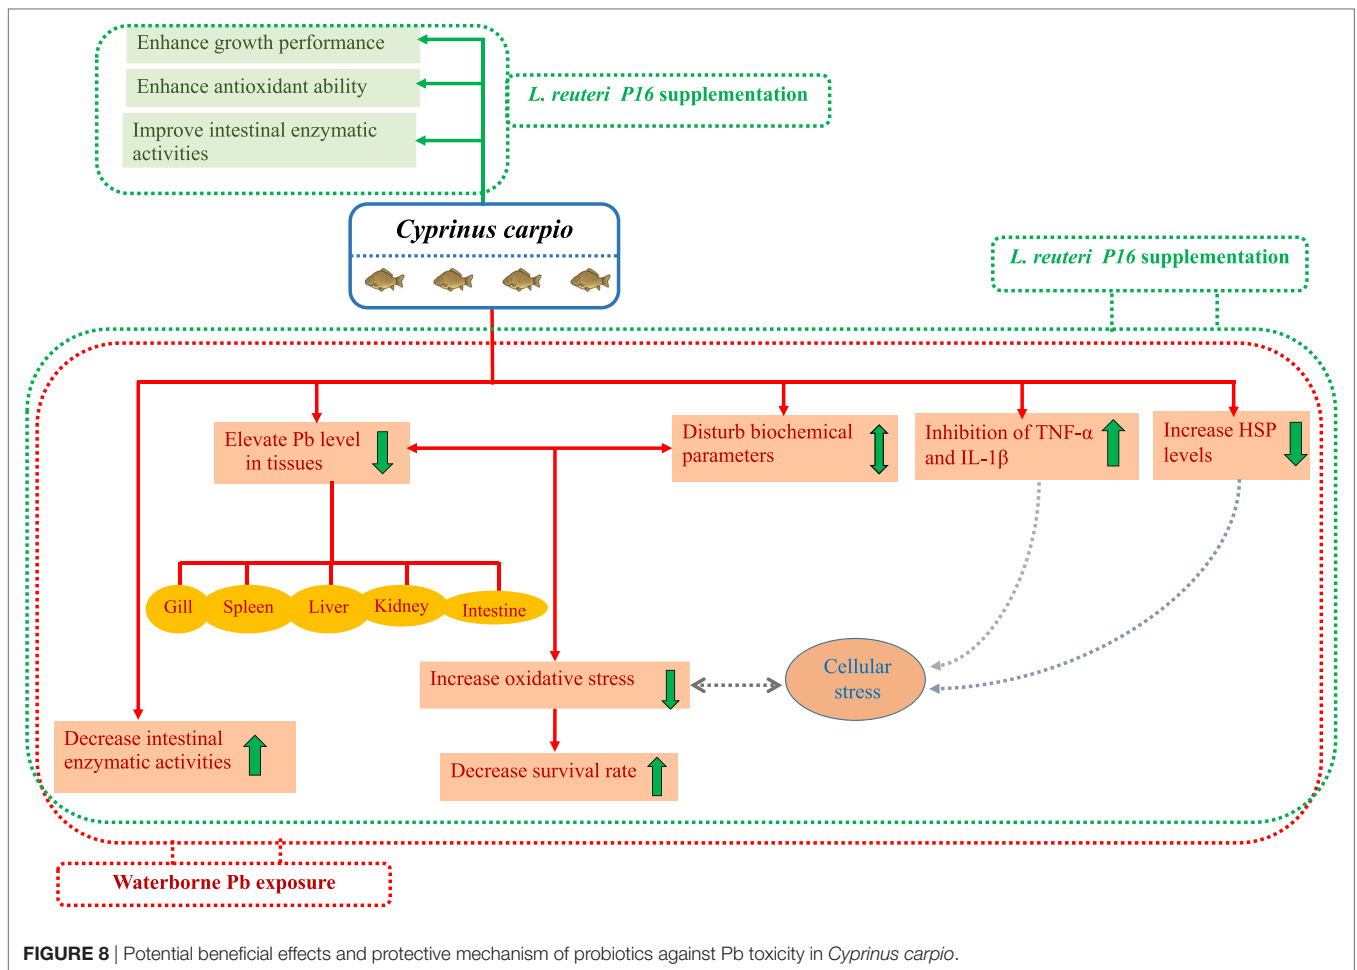 Enhance growth performance
Enhance antioxidant ability
Improve intestinal enzymatic
activities
L. reuteri P16 supplementation
Cyprinus carpio
L. reuteri P16 supplementation
Elevate Pb level
in tissues
Disturb biochemical
parameters
Inhibition of TNF-α
and IL-1β
Increase HSP
levels
Gill
Spleen
Liver
Kidney
Intestine
Increase oxidative stress
Cellular
stress
Decrease intestinal
enzymatic activities
Decrease survival rate
Waterborne Pb exposure
FIGURE 8 | Potential beneficial effects and protective mechanism of probiotics against Pb toxicity in Cyprinus carpio.